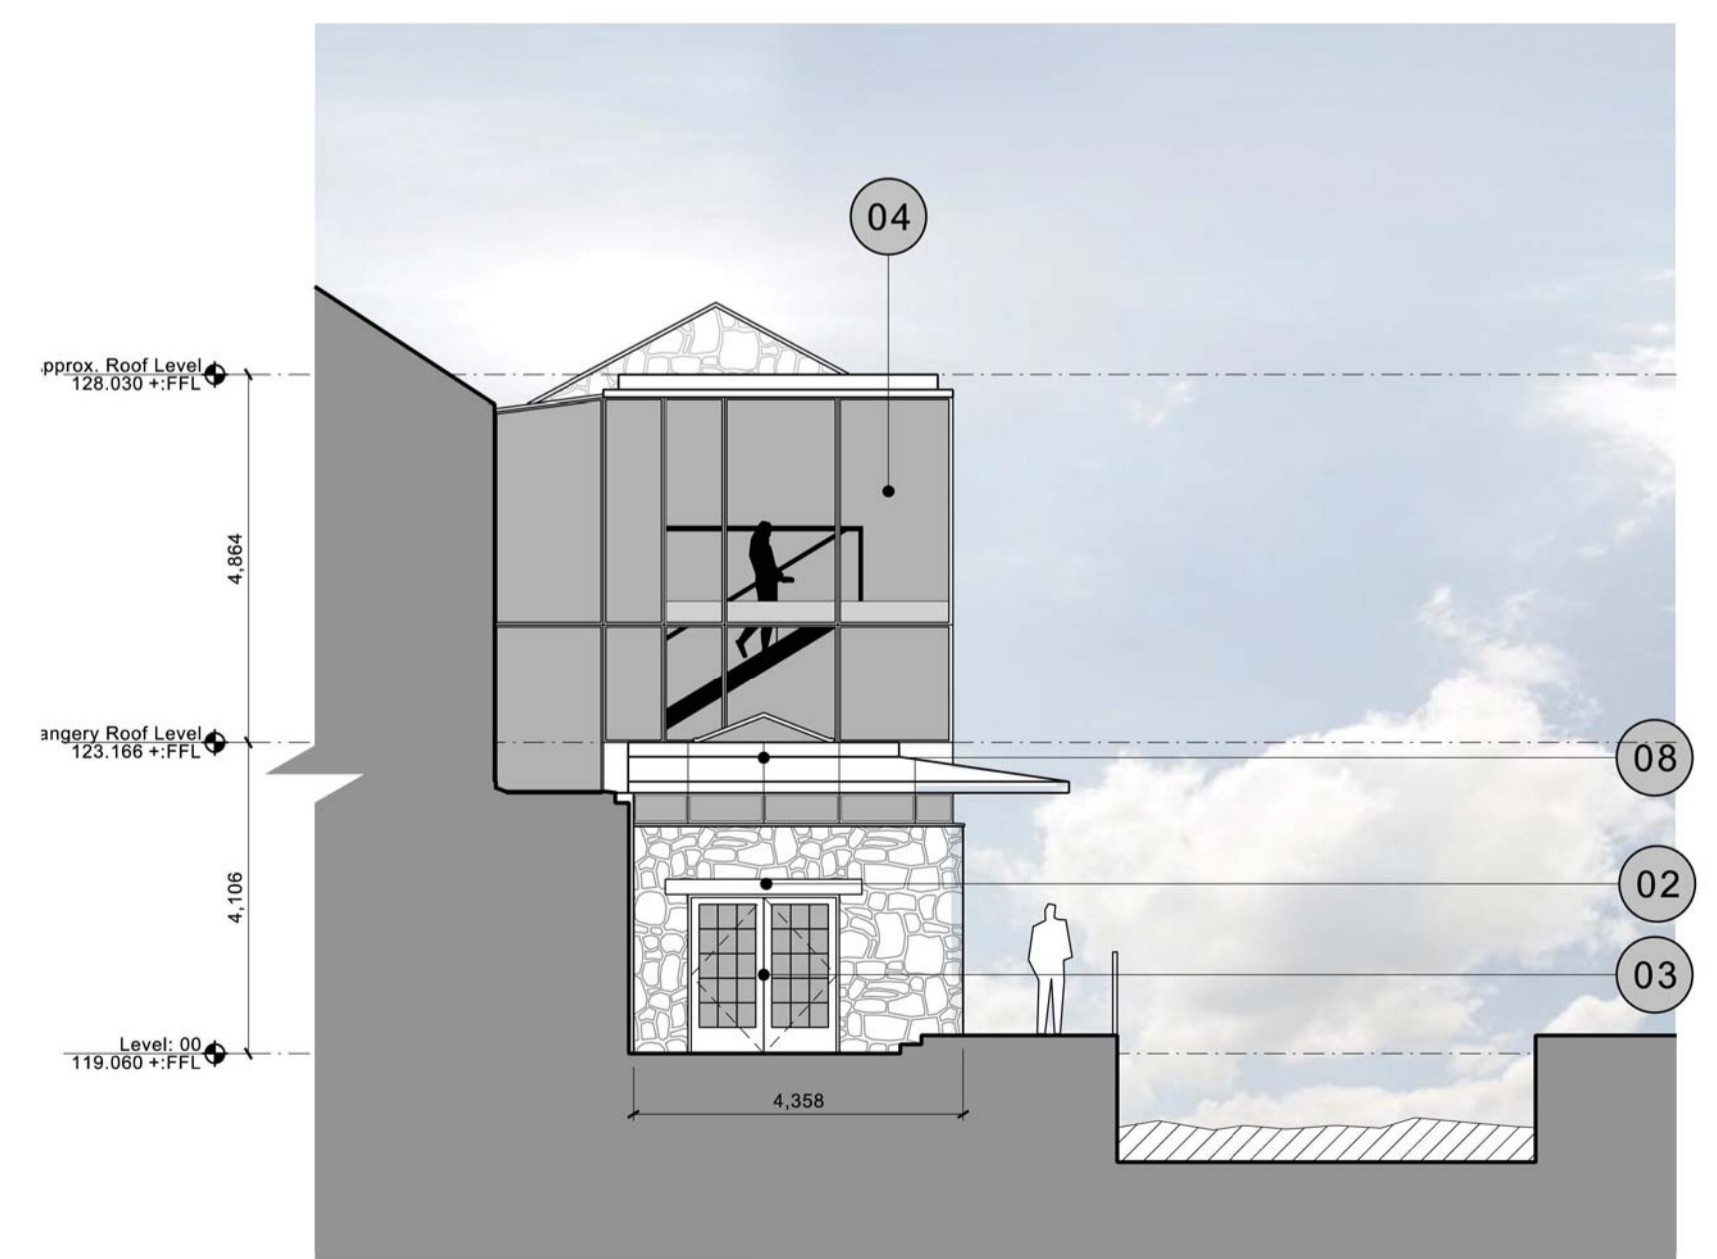 04
pprox. Roof Level
128.030 +:FFL
4,864
angery Roof Level
123.166 +:FFL
08
4,106
02
03
Level: 00
119.060 +:FFL
4,358